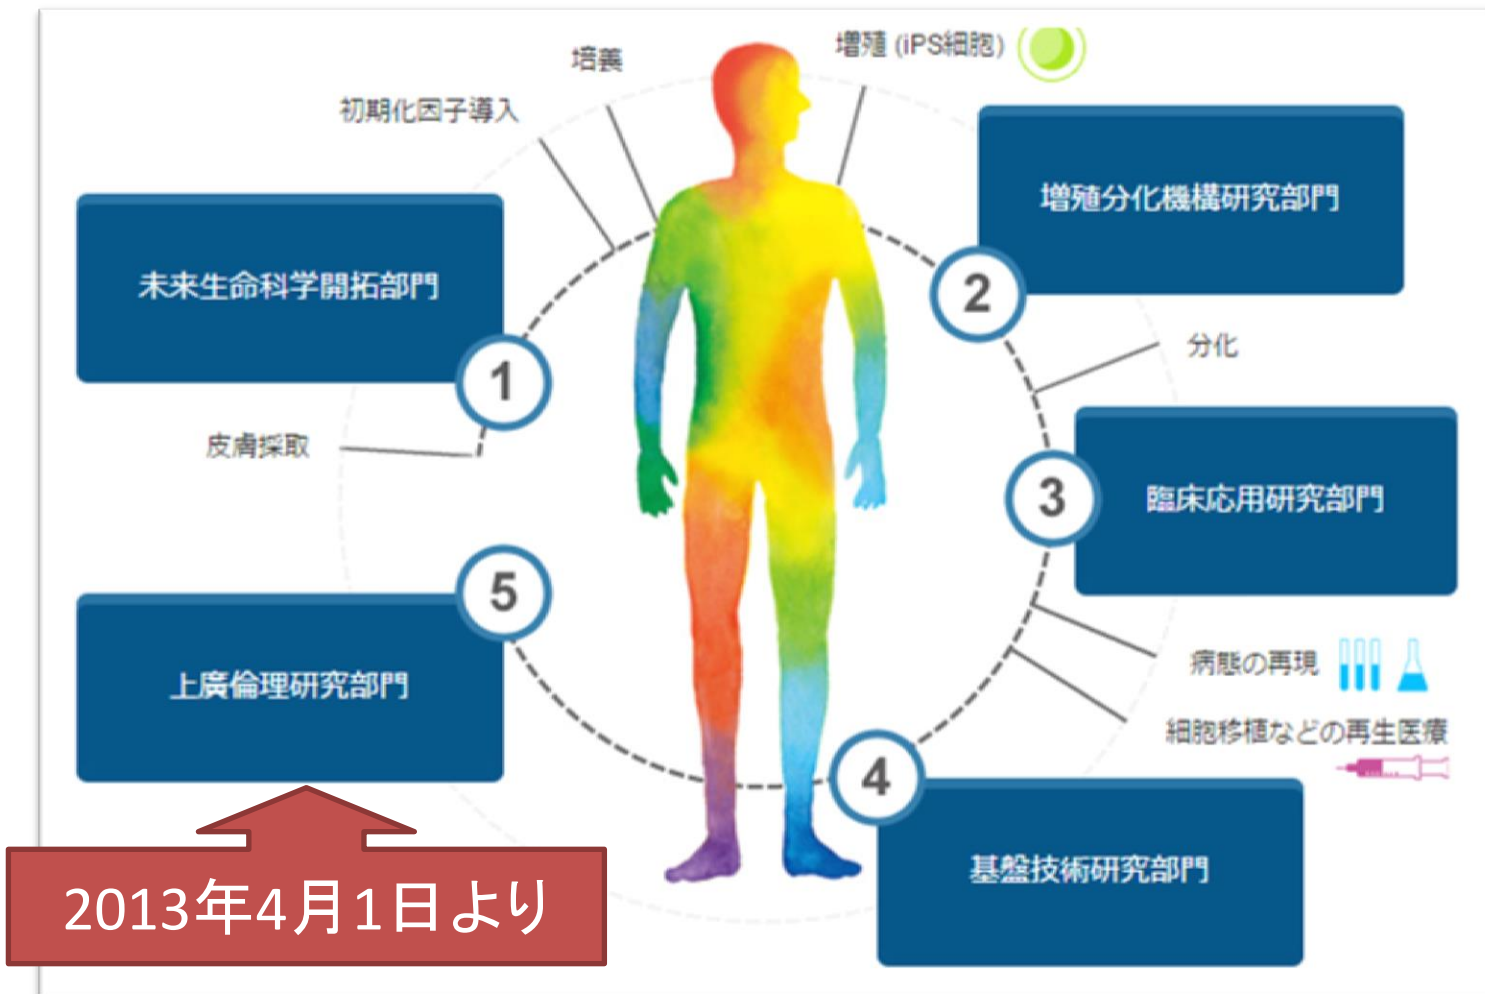 培養
増殖 (iPS細胞)
初期化因子導入
増殖分化機構研究部門
未来生命科学開拓部門
2
分化
1
皮膚採取
3
臨床応用研究部門
5
上廣倫理研究部門
病態の再現
細胞移植などの再生医療
4
基盤技術研究部門
2013年4月1日より